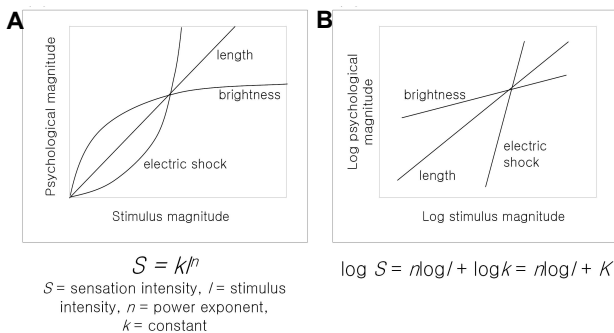 A
Psychological magnitude
length
brightness
electric shock
Stimulus magnitude
S = kIⁿ
S = sensation intensity, I = stimulus
intensity, n = power exponent,
k = constant
B
Log psychological
magnitude
brightness
electric
shock
length
Log stimulus magnitude
log S = nlog I + log k = nlog I + K